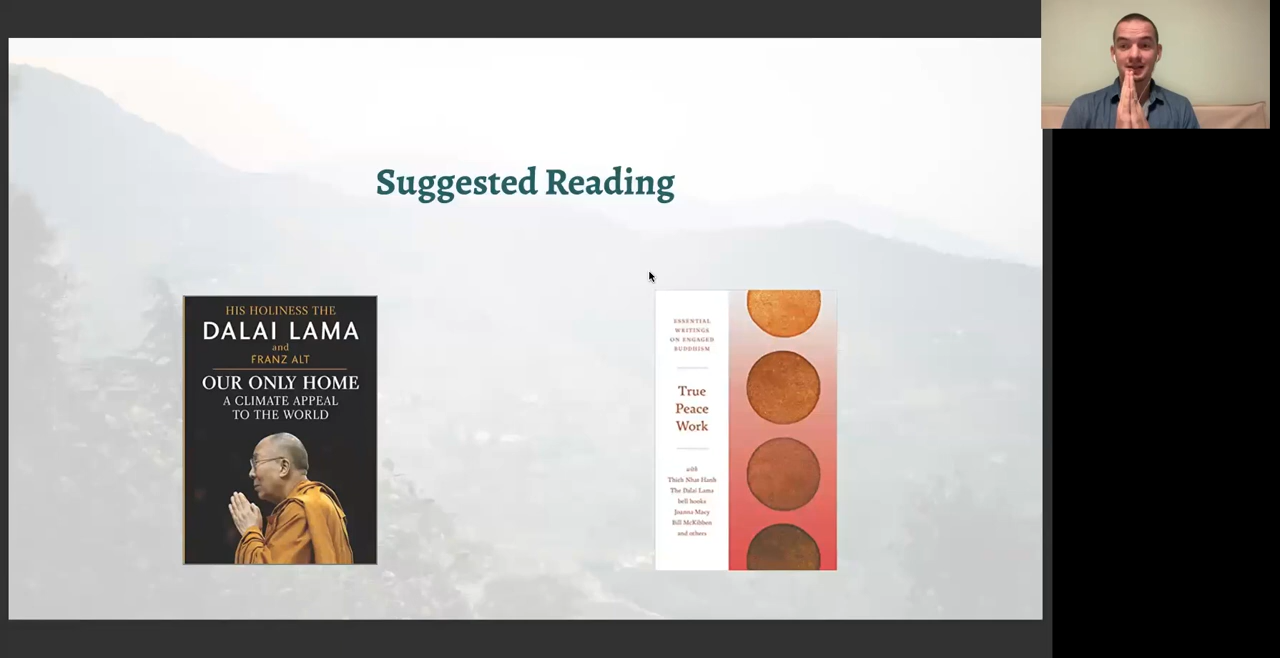 Suggested Reading
HIS HOLINESS THE
DALAI LAMA
and
FRANZ ALT
OUR ONLY HOME
A CLIMATE APPEAL
TO THE WORLD
ESSENTIAL
WRITINGS
ON ENGAGED
BUDDHISM
True
Peace
Work
with
Thich Nhat Hanh
The Dalai Lama
bell hooks
Joanna Macy
Bill McKibben
and others